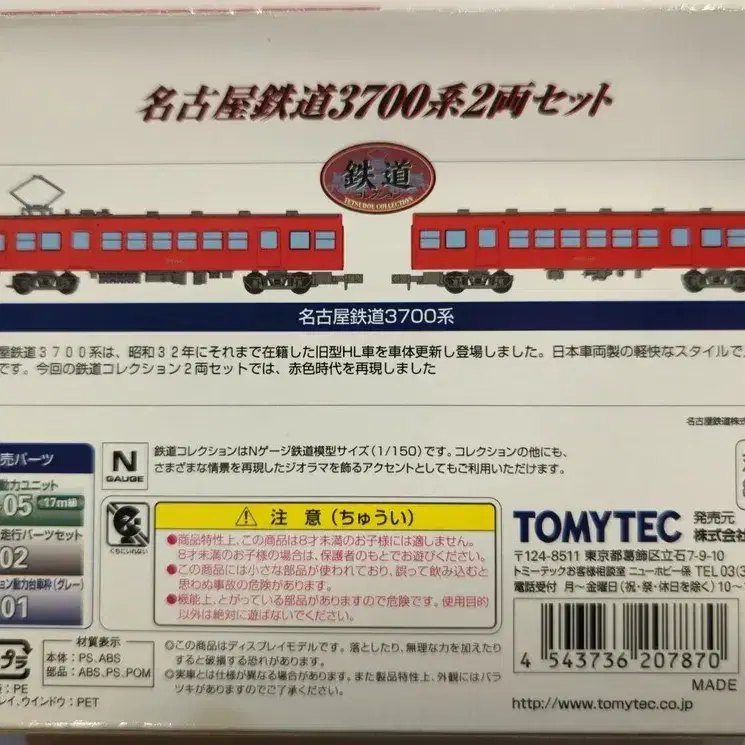 名古屋鉄道3700系2両セット
鉄道
コレクション
TETSUDOU COLLECTION
名古屋鉄道3700系
屋鉄道3700系は、昭和32年にそれまで在籍した旧型HL車を車体更新し登場しました。日本車両製の軽快なスタイルで
です。今回の鉄道コレクション2両セットでは、赤色時代を再現しました
名古屋鉄道株式
売パーツ
動力ユニット
-05 17m級
走行パーツセット
02
ョン動力台車枠(グレー)
01
N
GAUGE
鉄道コレクションはNゲージ鉄道模型サイズ(1/150)です。コレクションの他にも、
さまざまな情景を再現したジオラマを飾るアクセントとしてもご利用いただけます。
くちにいれない
注意(ちゅうい)
●商品特性上、この商品は8才未満のお子様には適しません。
8才未満のお子様の場合は、保護者のもとでお遊びください。
●この商品には小さな部品が使われており、誤って飲み込むと
思わぬ事故の危険があります。
●機能上、とがっている部品がありますので危険です。使用目的
以外は絶対に遊ばないでください。
TOMYTEC
発売元
株式会社
〒124-8511 東京都葛飾区立石7-9-10
トミーテックお客様相談室 ニューホビー係 TEL 03(3
電話受付 月~金曜日(祝・祭・休日を除く)10~
プラ
材質表示
本体:PS、ABS
部品:ABS、PS、POM
:PE
レイ、ウインドウ:PET
◎この商品はディスプレイモデルです。落としたり、無理な力を加えたり
すると破損する恐れがあります。
◎実車とは仕様が異なる場合があります。また製品特性上、外観にはバラ
ツキがありますのでご了承ください。
4 543736 207870
MADE
http://www.tomytec.co.jp